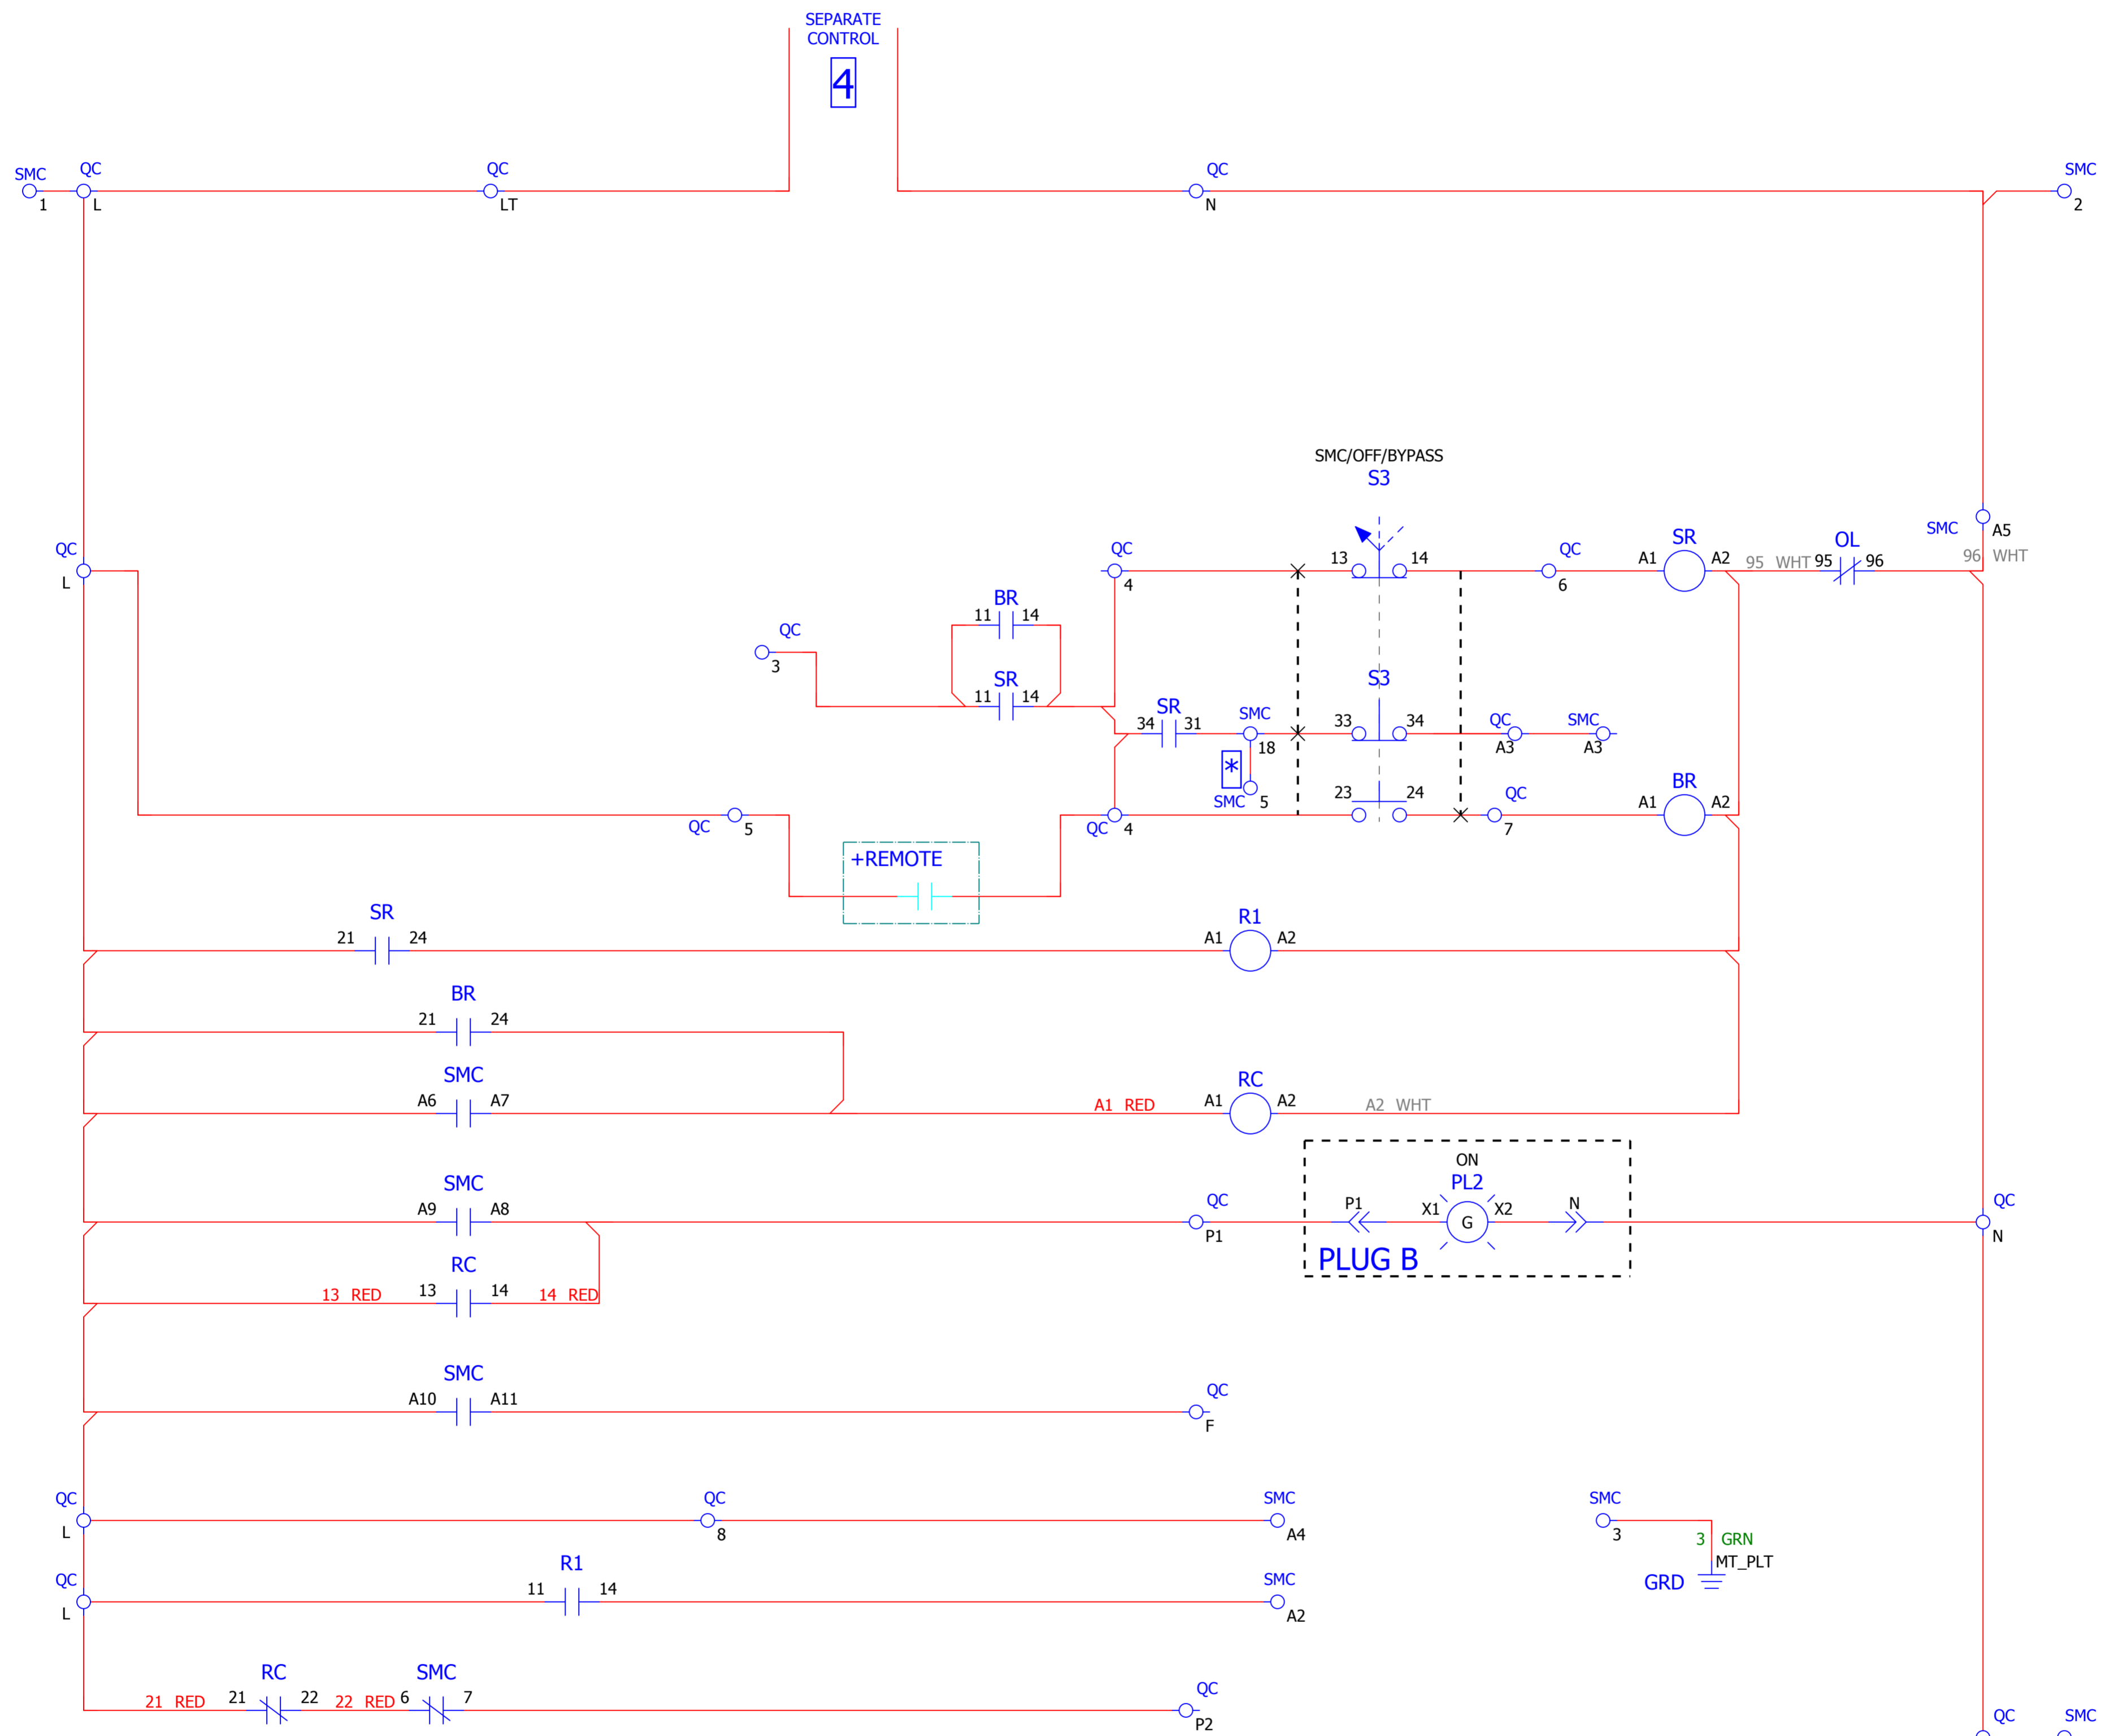 SEPARATE
CONTROL
4
SMC
1
QC
L
QC
LT
QC
N
SMC
2
SMC/OFF/BYPASS
S3
QC
L
QC
4
13
14
QC
6
A1
SR
A2
95 WHT
95
OL
96
SMC
A5
96 WHT
BR
11
14
QC
3
SR
11
14
SR
34
31
SMC
18
S3
33
34
QC
A3
SMC
A3
*
SMC
5
QC
5
QC
4
23
24
QC
7
A1
BR
A2
+REMOTE
SR
21
24
R1
A1
A2
BR
21
24
SMC
A6
A7
A1 RED
RC
A1
A2
A2 WHT
SMC
A9
A8
QC
P1
ON
PL2
P1
X1
G
X2
N
PLUG B
QC
N
RC
13 RED
13
14
14 RED
SMC
A10
A11
QC
F
QC
L
QC
8
SMC
A4
SMC
3
3 GRN
MT_PLT
GRD
QC
L
R1
11
14
SMC
A2
RC
21 RED
21
22
22 RED
SMC
6
7
QC
P2
QC
SMC